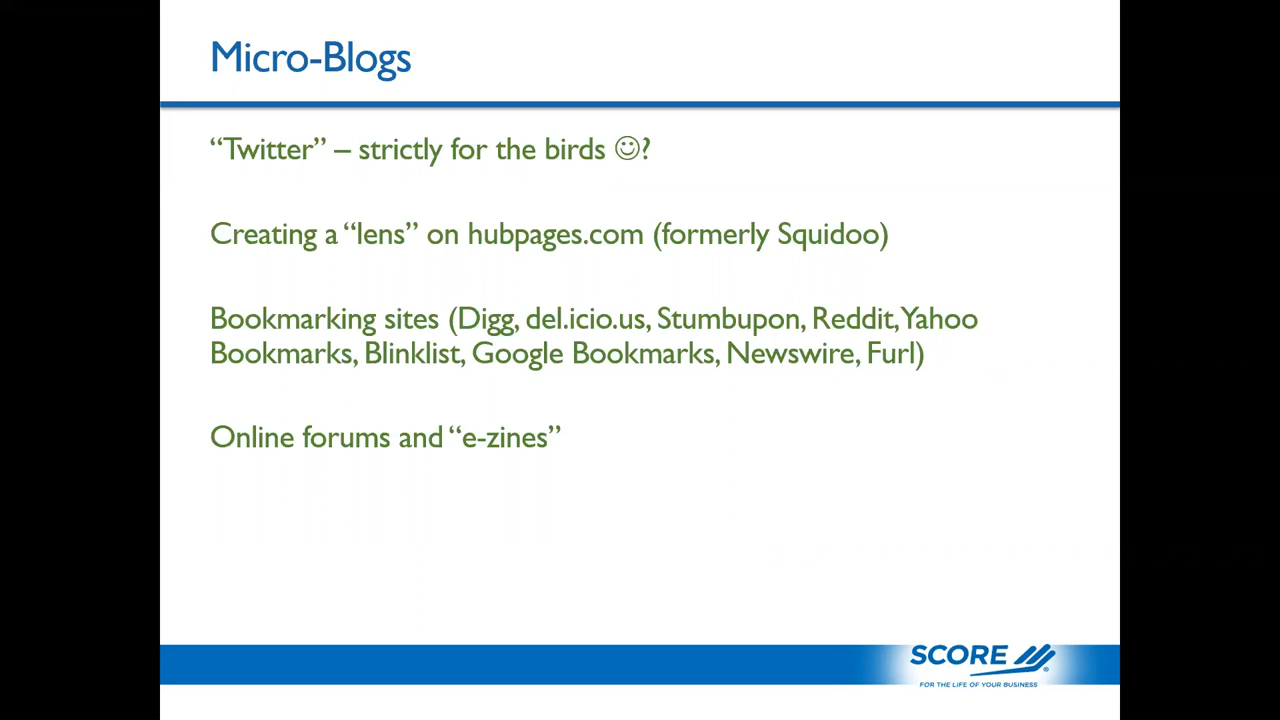 Micro-Blogs
“Twitter” – strictly for the birds ☺?
Creating a “lens” on hubpages.com (formerly Squidoo)
Bookmarking sites (Digg, del.icio.us, Stumbupon, Reddit, Yahoo
Bookmarks, Blinklist, Google Bookmarks, Newswire, Furl)
Online forums and “e-zines”
SCORE ®
FOR THE LIFE OF YOUR BUSINESS